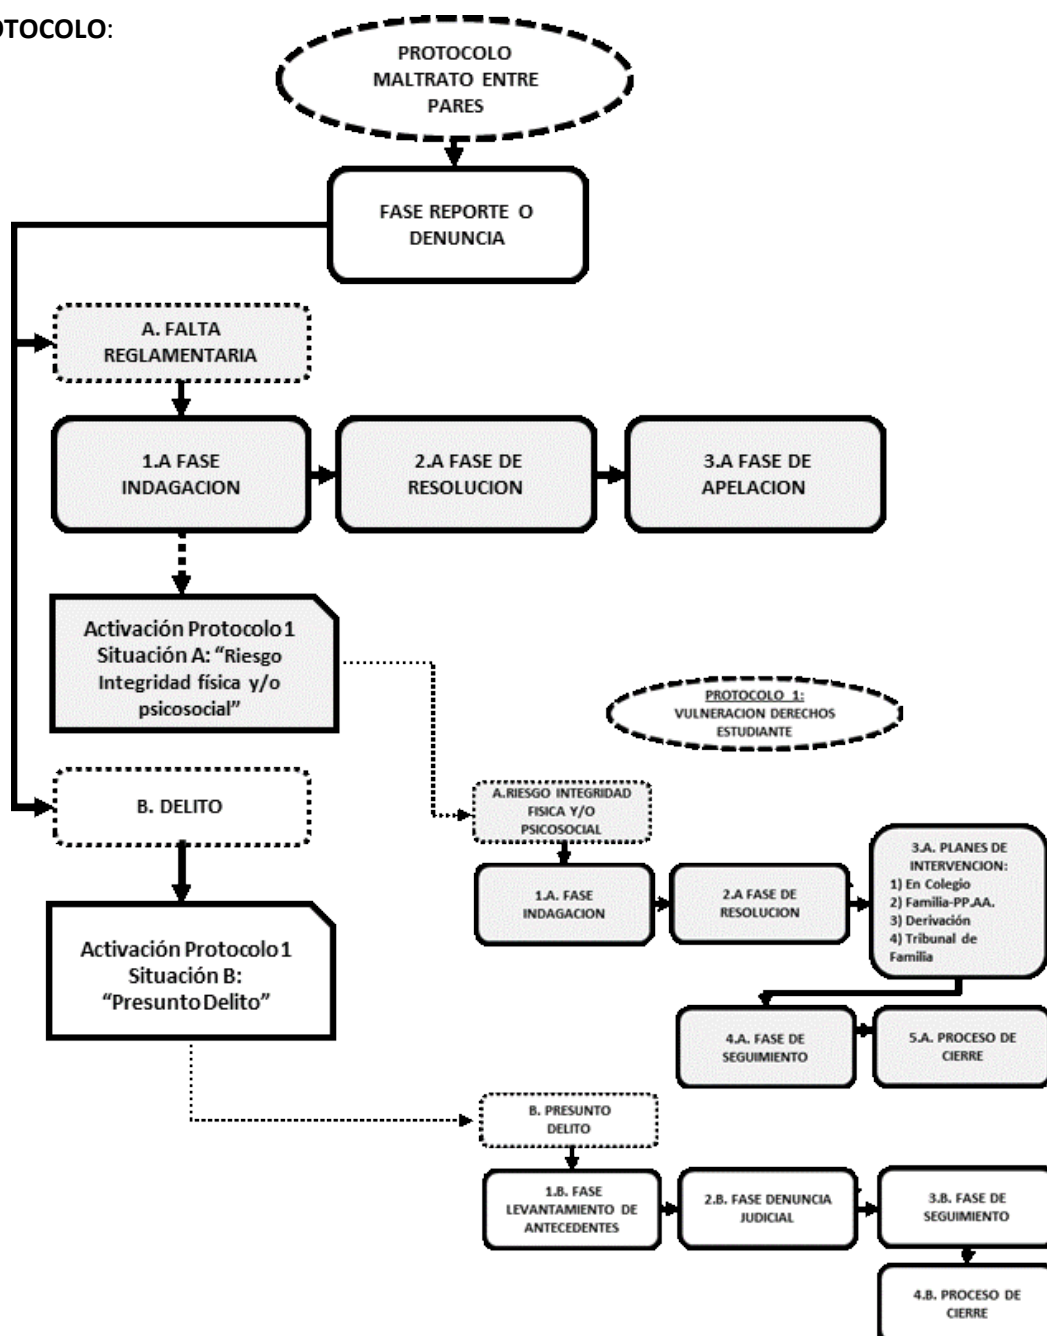 OTOCOLO:
PROTOCOLO
MALTRATO ENTRE
PARES
FASE REPORTE O
DENUNCIA
A. FALTA
REGLAMENTARIA
1.A FASE
INDAGACION
2.A FASE DE
RESOLUCION
3.A FASE DE
APELACION
Activación Protocolo 1
Situación A: “Riesgo
Integridad física y/o
psicosocial”
PROTOCOLO 1:
VULNERACION DERECHOS
ESTUDIANTE
B. DELITO
A.RIESGO INTEGRIDAD
FISICA Y/O
PSICOSOCIAL
1.A. FASE
INDAGACION
2.A FASE DE
RESOLUCION
3.A. PLANES DE
INTERVENCION:
1) En Colegio
2) Familia-PP.AA.
3) Derivación
4) Tribunal de
Familia
Activación Protocolo 1
Situación B:
“Presunto Delito”
4.A. FASE DE
SEGUIMIENTO
5.A. PROCESO DE
CIERRE
B. PRESUNTO
DELITO
1.B. FASE
LEVANTAMIENTO DE
ANTECEDENTES
2.B. FASE DENUNCIA
JUDICIAL
3.B. FASE DE
SEGUIMIENTO
4.B. PROCESO DE
CIERRE